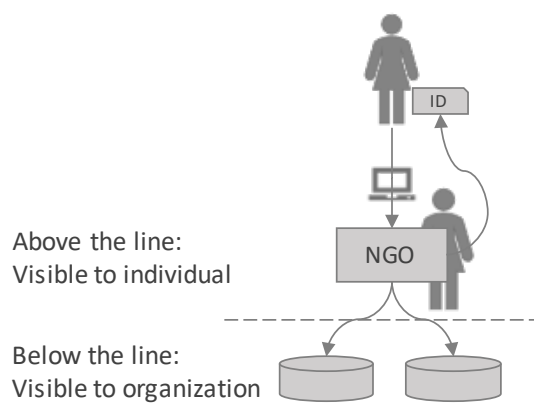 ID
NGO
Above the line:
Visible to individual
Below the line:
Visible to organization